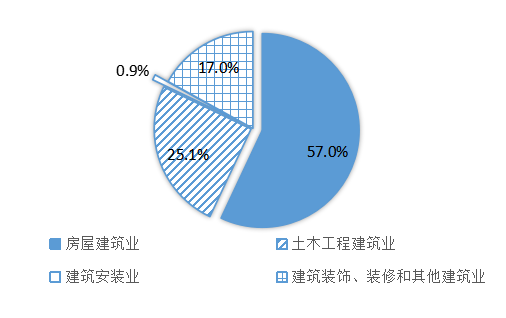 17.0%
0.9%
57.0%
25.1%
房屋建筑业
土木工程建筑业
建筑安装业
建筑装饰、装修和其他建筑业